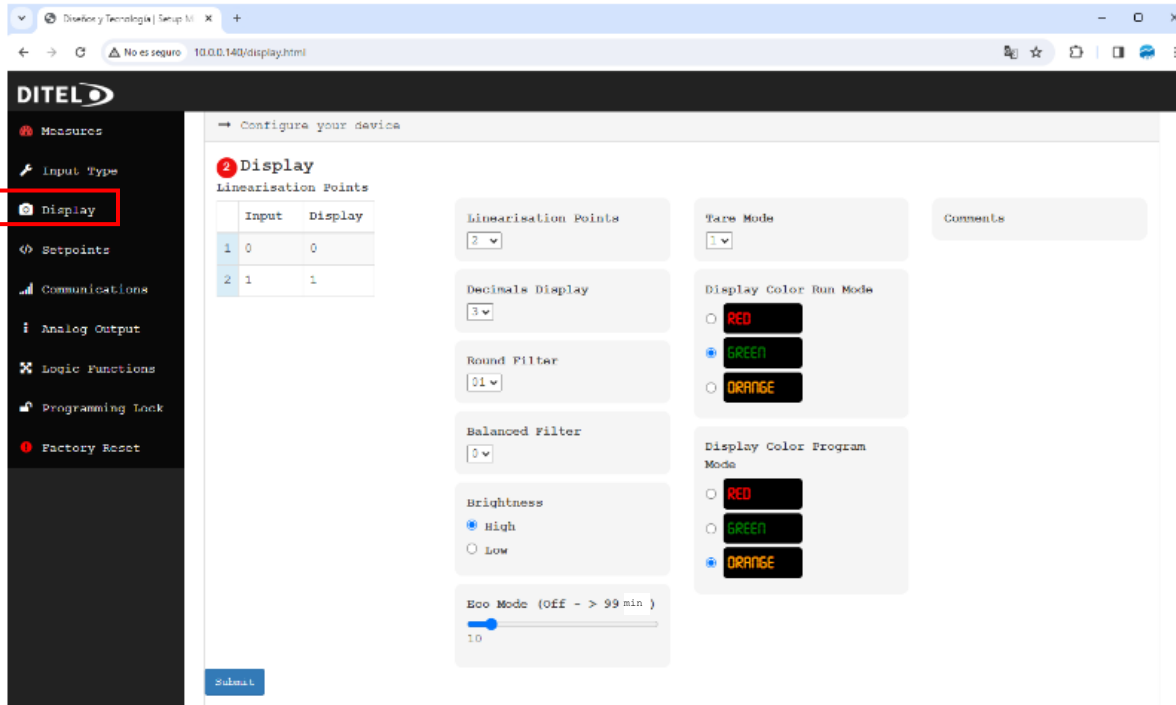 Diseños y Tecnología | Setup M
No es seguro
10.0.0.140/display.html
DITEL
Measures
Input Type
Display
Setpoints
Communications
Analog Output
Logic Functions
Programming Lock
Factory Reset
→ Configure your device
2 Display
Linearisation Points
Input Display
1 0 0
2 1 1
Linearisation Points
2
Decimals Display
3
Round Filter
01
Balanced Filter
0
Brightness
High
Low
Eco Mode (Off - > 99 min )
10
Tare Mode
1
Display Color Run Mode
RED
GREEN
ORANGE
Display Color Program
Mode
RED
GREEN
ORANGE
Comments
Submit